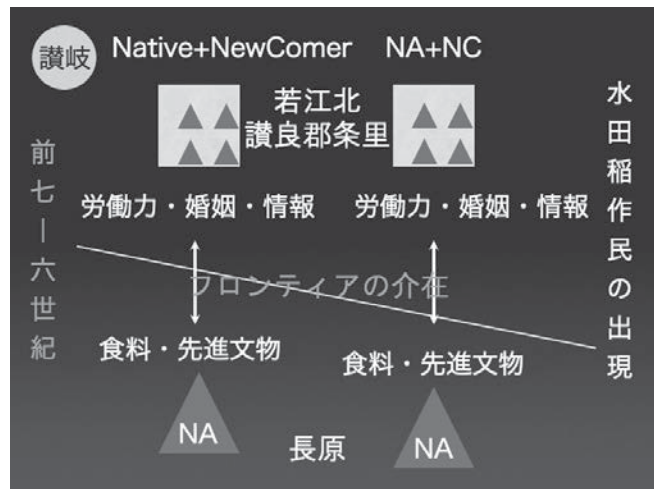 讃岐
Native+NewComer
NA+NC
若江北
讃良郡条里
前七ー六世紀
水田稲作民の出現
労働力・婚姻・情報
労働力・婚姻・情報
フロンティアの介在
食料・先進文物
食料・先進文物
NA
長原
NA